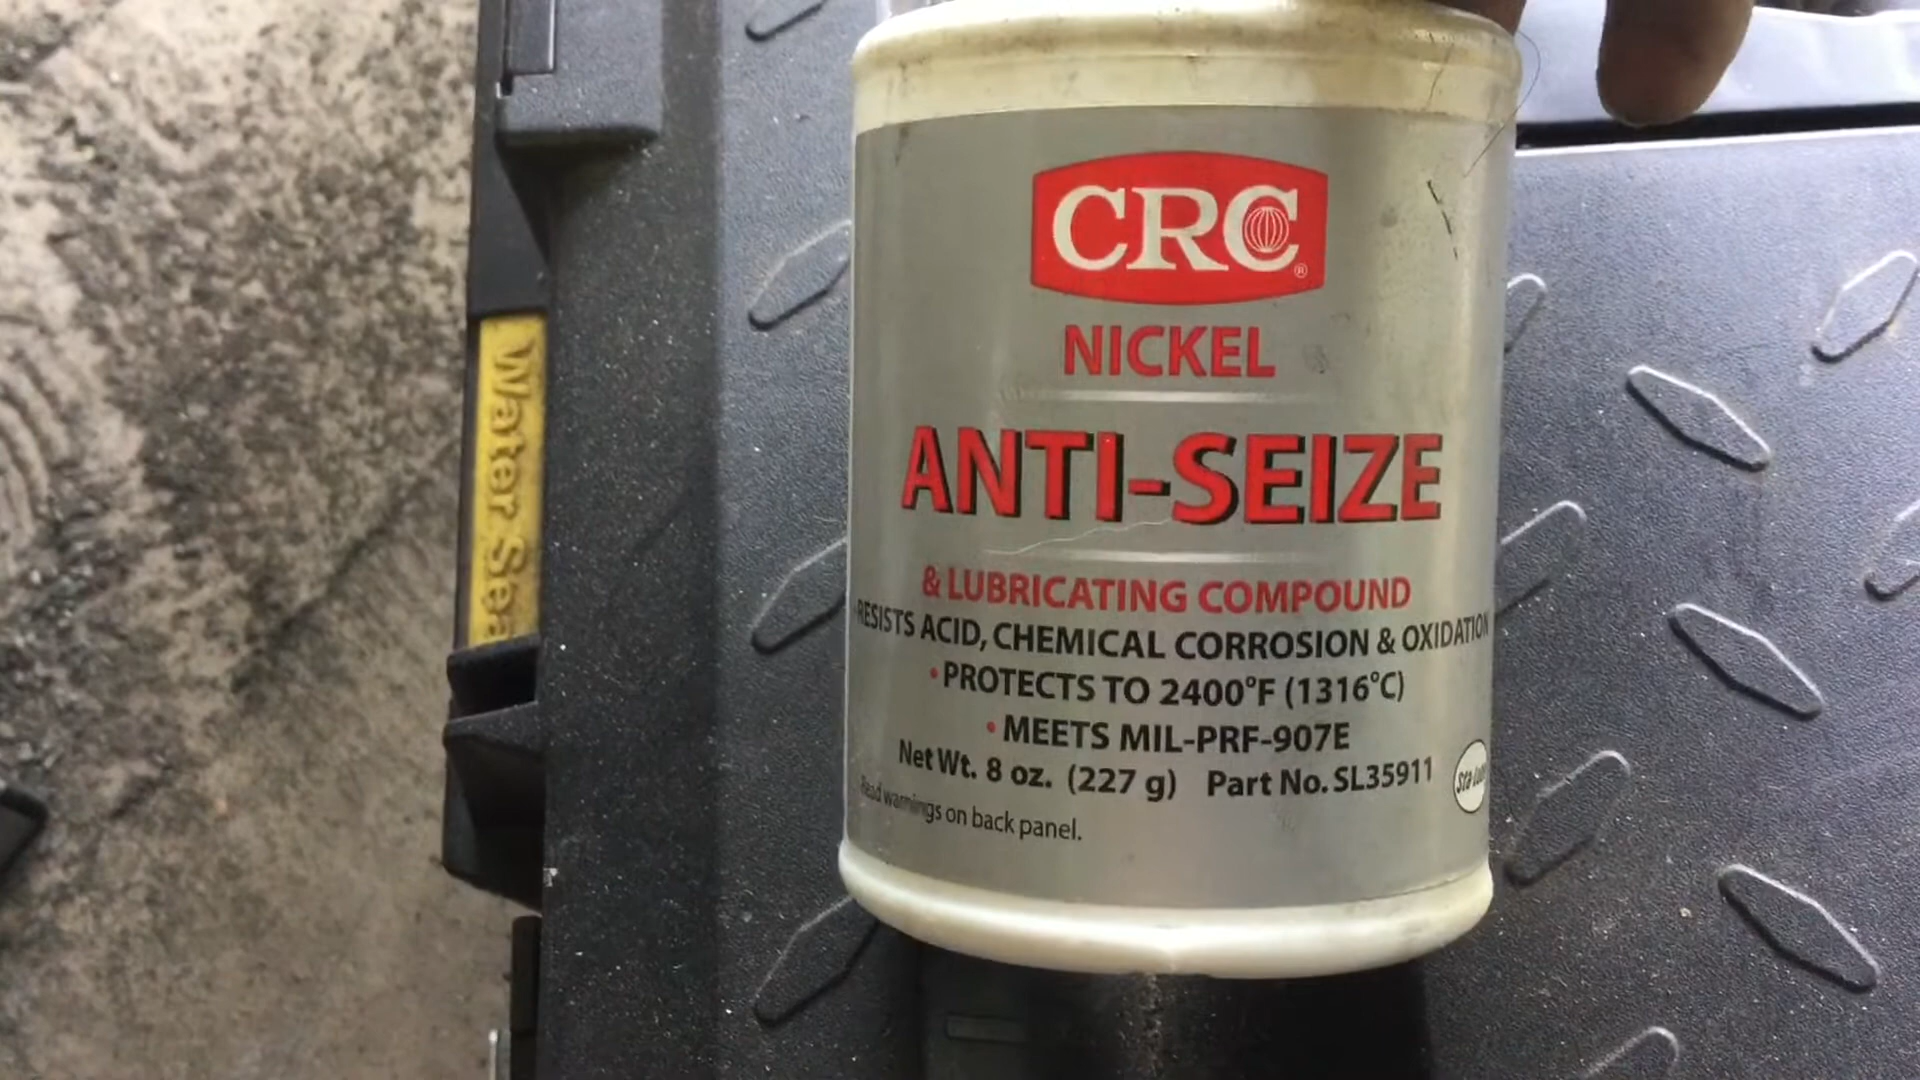 CRC
NICKEL
ANTI-SEIZE
& LUBRICATING COMPOUND
RESISTS ACID, CHEMICAL CORROSION & OXIDATION
•PROTECTS TO 2400°F (1316°C)
•MEETS MIL-PRF-907E
Net Wt. 8 oz. (227 g) Part No. SL35911
Read warnings on back panel.
Water